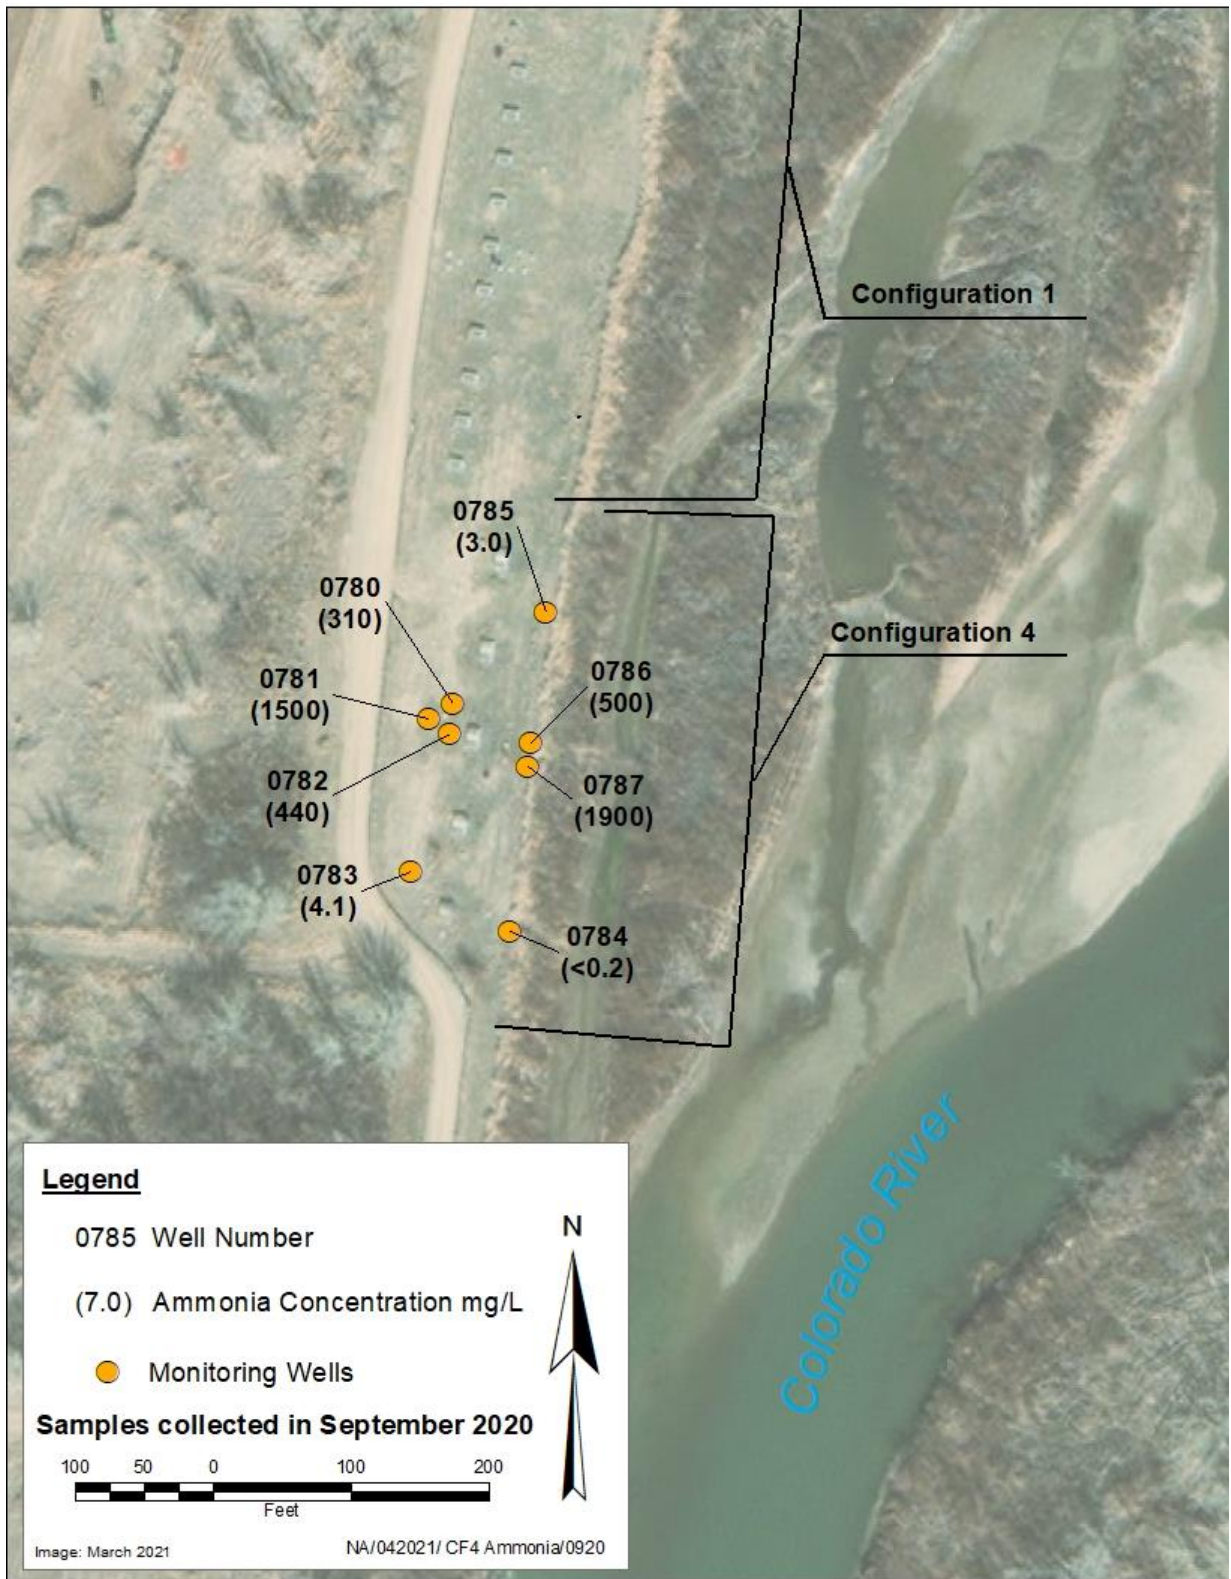 Configuration 1
0785
(3.0)
0780
(310)
Configuration 4
0781
(1500)
0786
(500)
0782
(440)
0787
(1900)
0783
(4.1)
0784
(<0.2)
Colorado River
Legend
0785 Well Number
(7.0) Ammonia Concentration mg/L
Monitoring Wells
N
Samples collected in September 2020
100 50 0 100 200
Feet
Image: March 2021
NA/042021/ CF4 Ammonia/0920